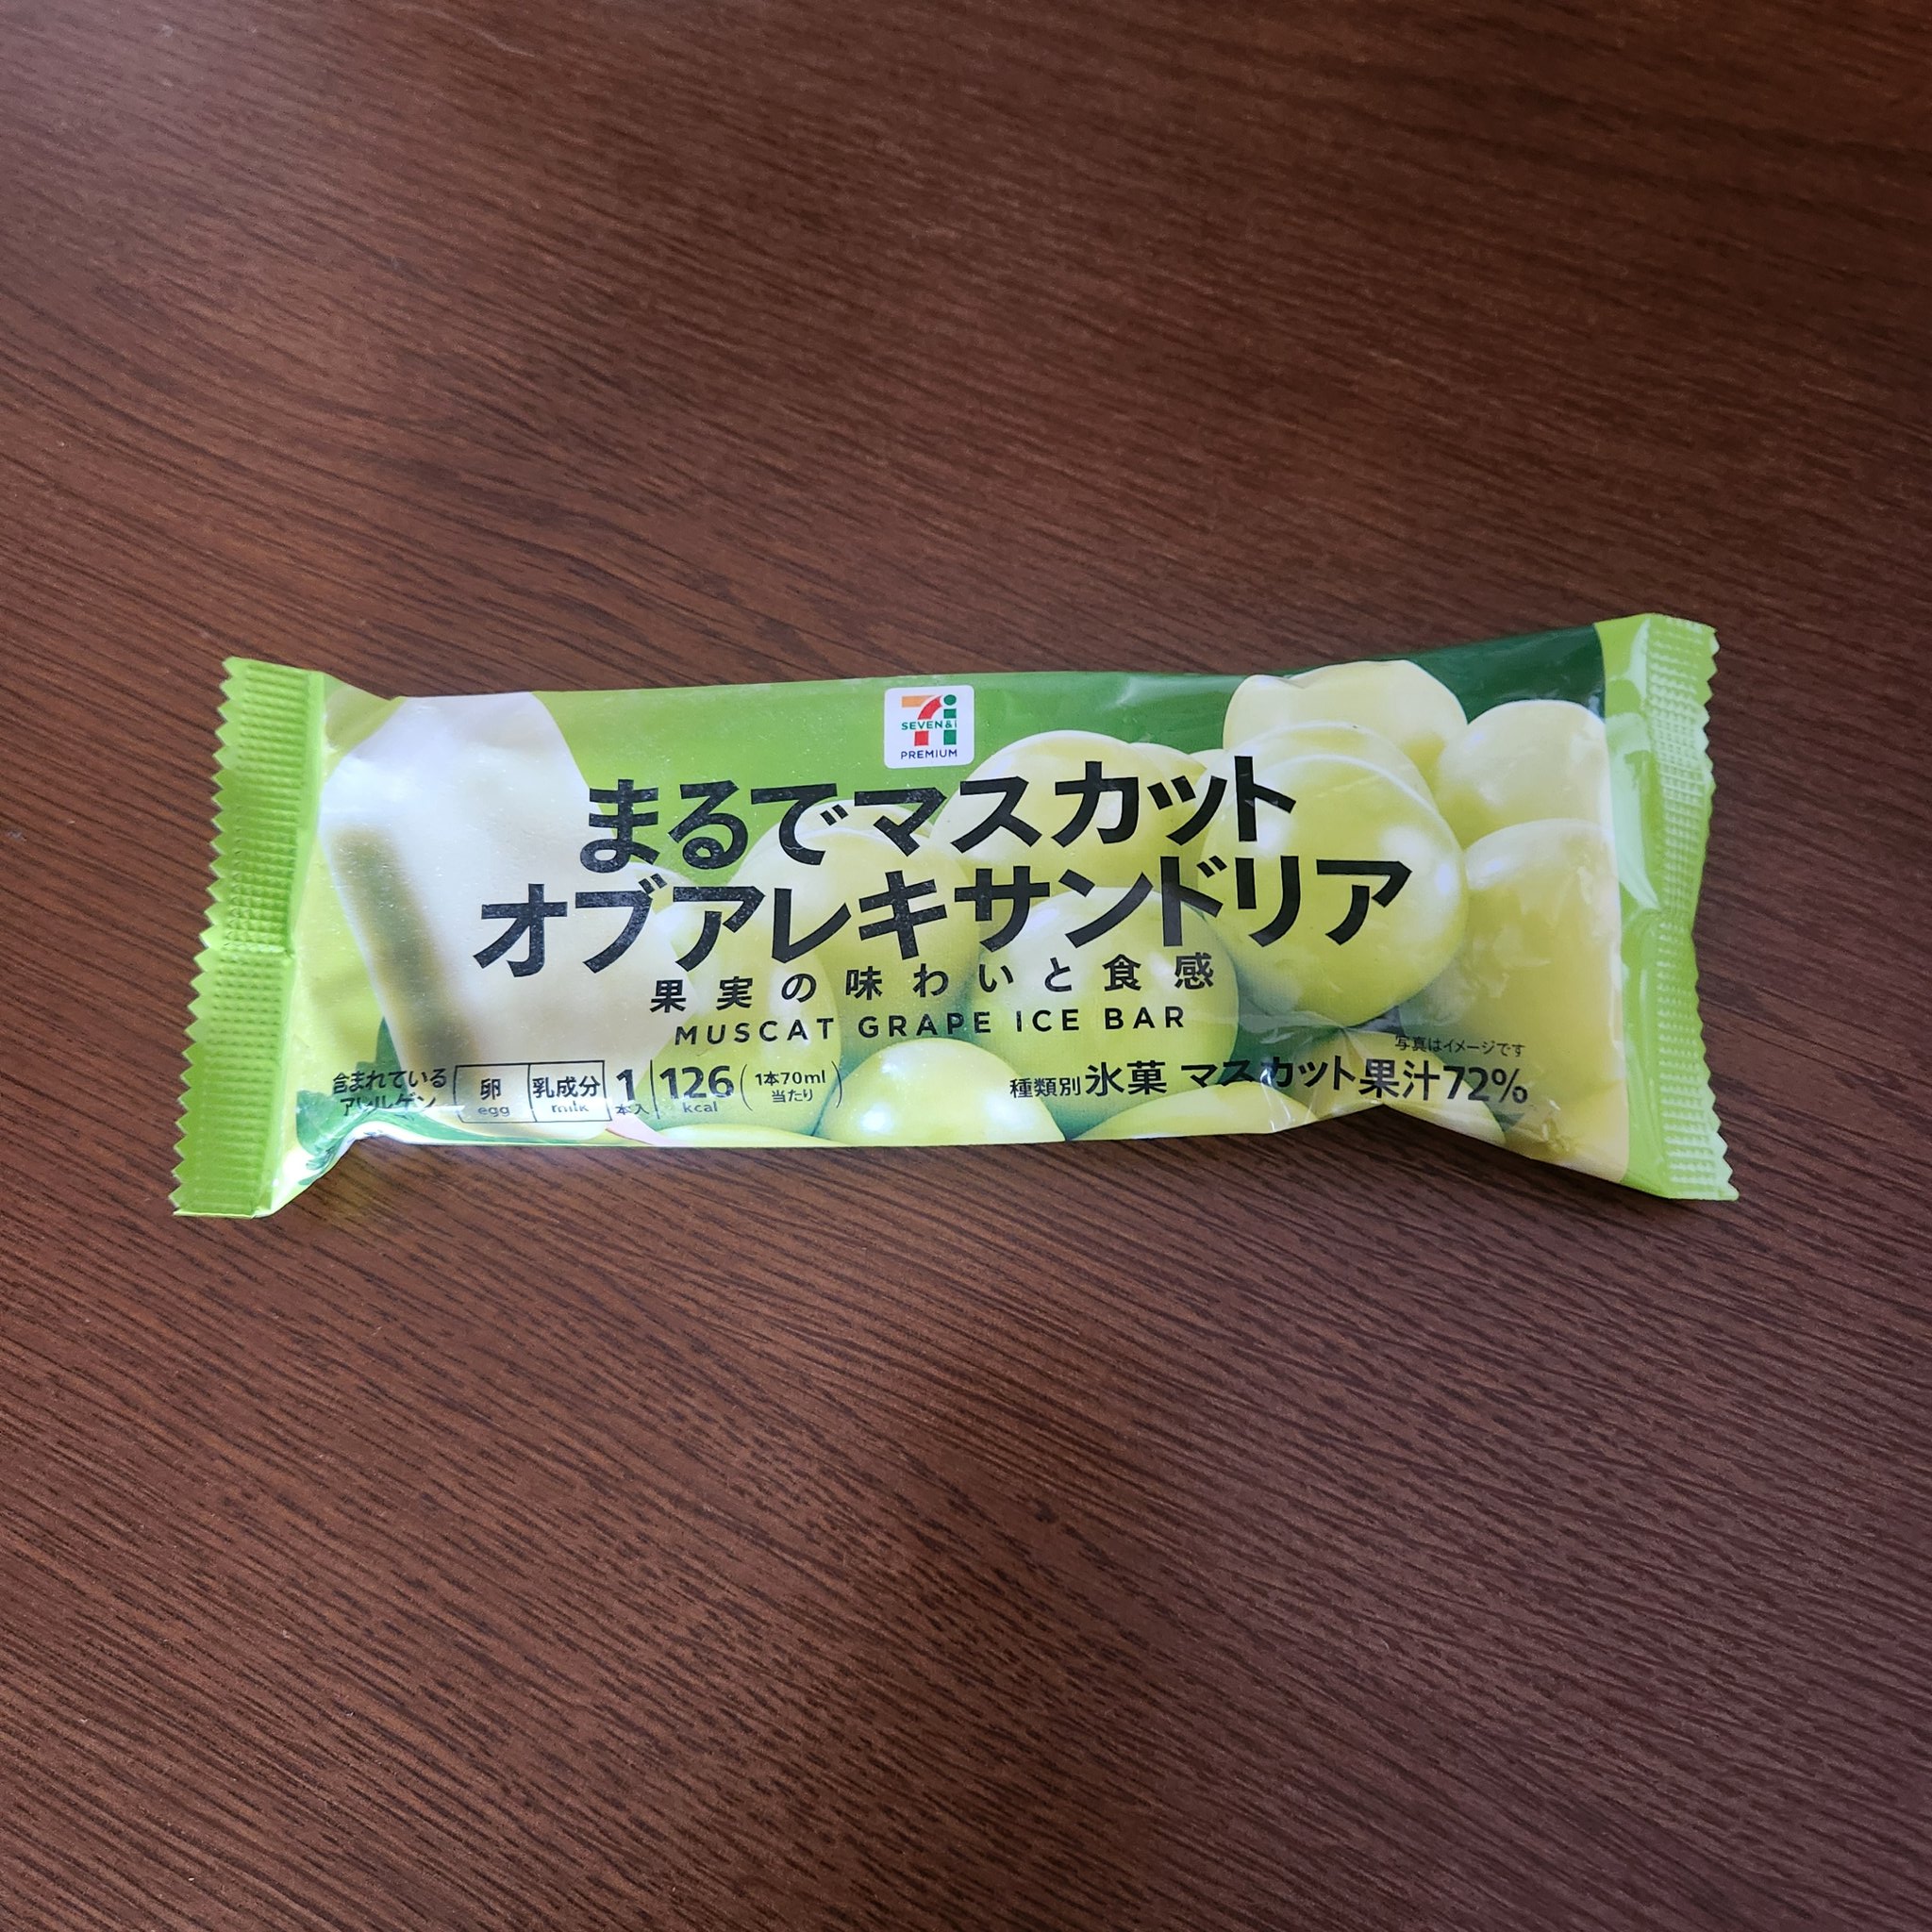 SEVEN&i
PREMIUM
まるでマスカット
オブアレキサンドリア
果実の味わいと食感
MUSCAT GRAPE ICE BAR
写真はイメージです
含まれている
アレルゲン
卵
egg
乳成分
milk
1
本入
126
kcal
(1本70ml
当たり)
種類別氷菓 マスカット果汁72%